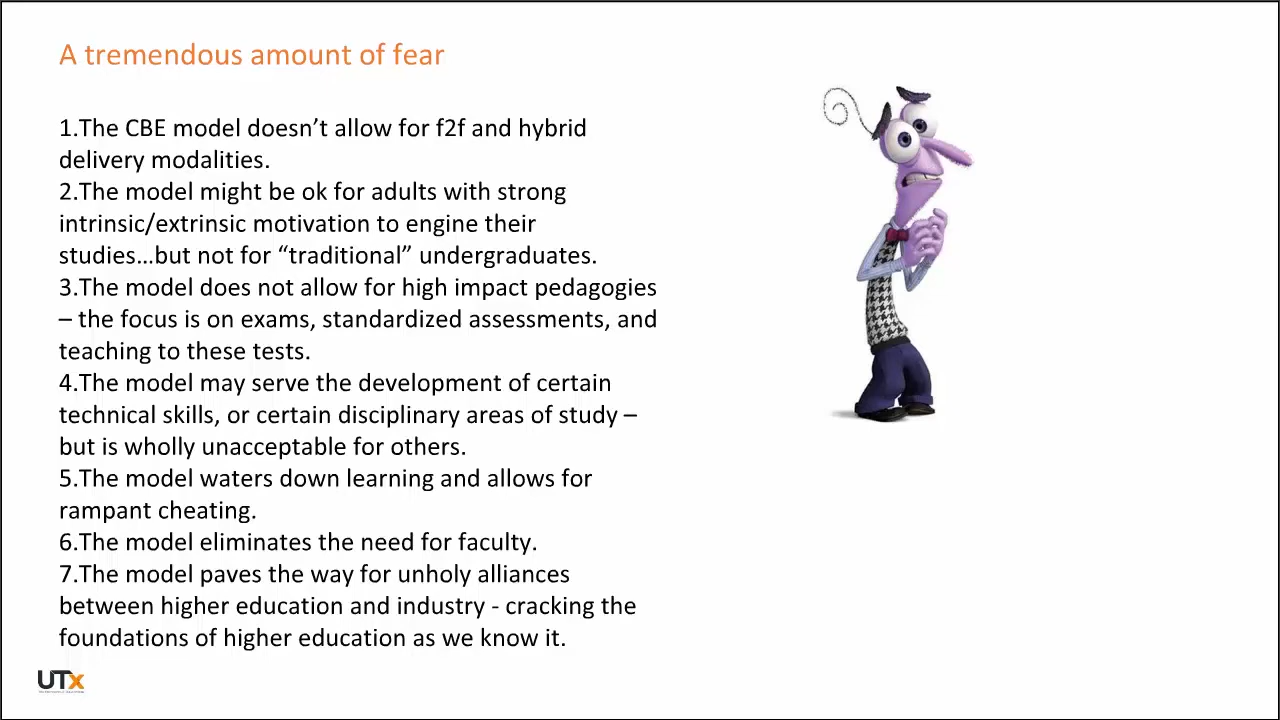 A tremendous amount of fear
1.The CBE model doesn’t allow for f2f and hybrid
delivery modalities.
2.The model might be ok for adults with strong
intrinsic/extrinsic motivation to engine their
studies…but not for “traditional” undergraduates.
3.The model does not allow for high impact pedagogies
– the focus is on exams, standardized assessments, and
teaching to these tests.
4.The model may serve the development of certain
technical skills, or certain disciplinary areas of study –
but is wholly unacceptable for others.
5.The model waters down learning and allows for
rampant cheating.
6.The model eliminates the need for faculty.
7.The model paves the way for unholy alliances
between higher education and industry - cracking the
foundations of higher education as we know it.
UTx